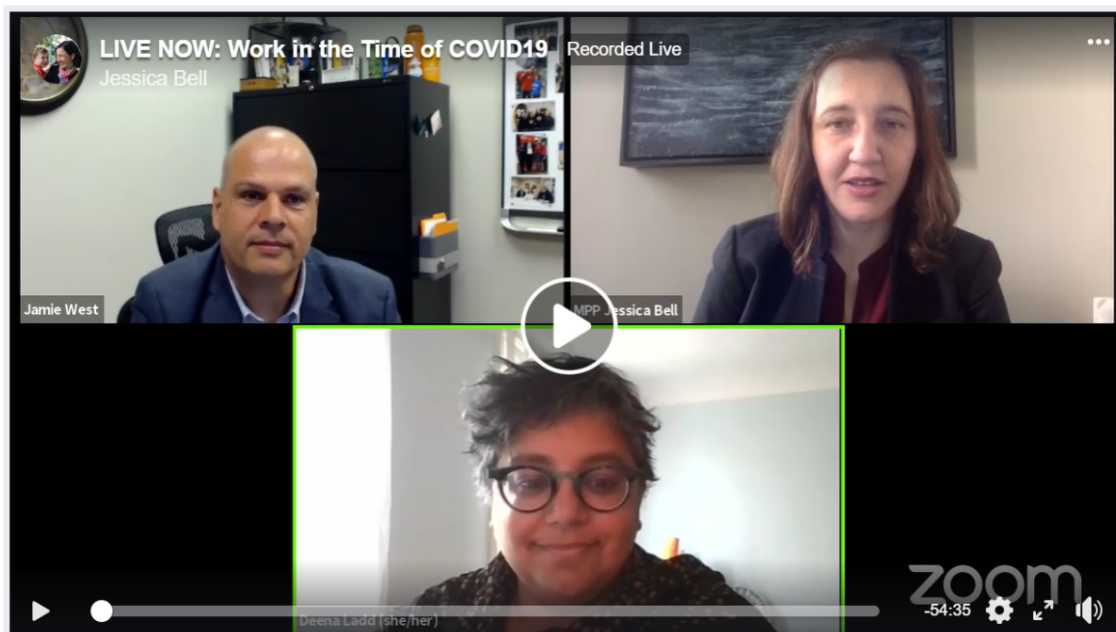 LIVE NOW: Work in the Time of COVID19
Recorded Live
Jessica Bell
Jamie West
MPP Jessica Bell
Deena Ladd (she/her)
zoom
-54:35